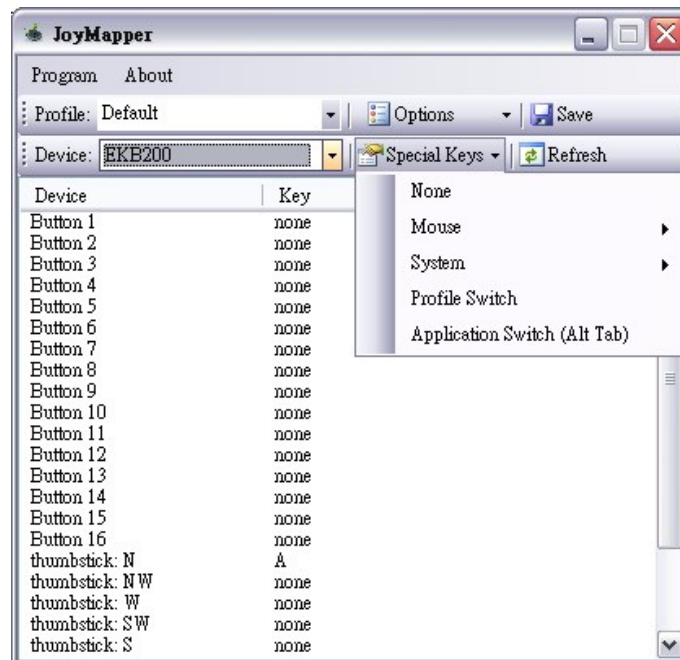 JoyMapper
Program About
Profile: Default Options Save
Device: EKB200 Special Keys Refresh
None
Mouse
System
Profile Switch
Application Switch (Alt Tab)
Device Key
Button 1 none
Button 2 none
Button 3 none
Button 4 none
Button 5 none
Button 6 none
Button 7 none
Button 8 none
Button 9 none
Button 10 none
Button 11 none
Button 12 none
Button 13 none
Button 14 none
Button 15 none
Button 16 none
thumbstick: N A
thumbstick: NW none
thumbstick: W none
thumbstick: SW none
thumbstick: S none